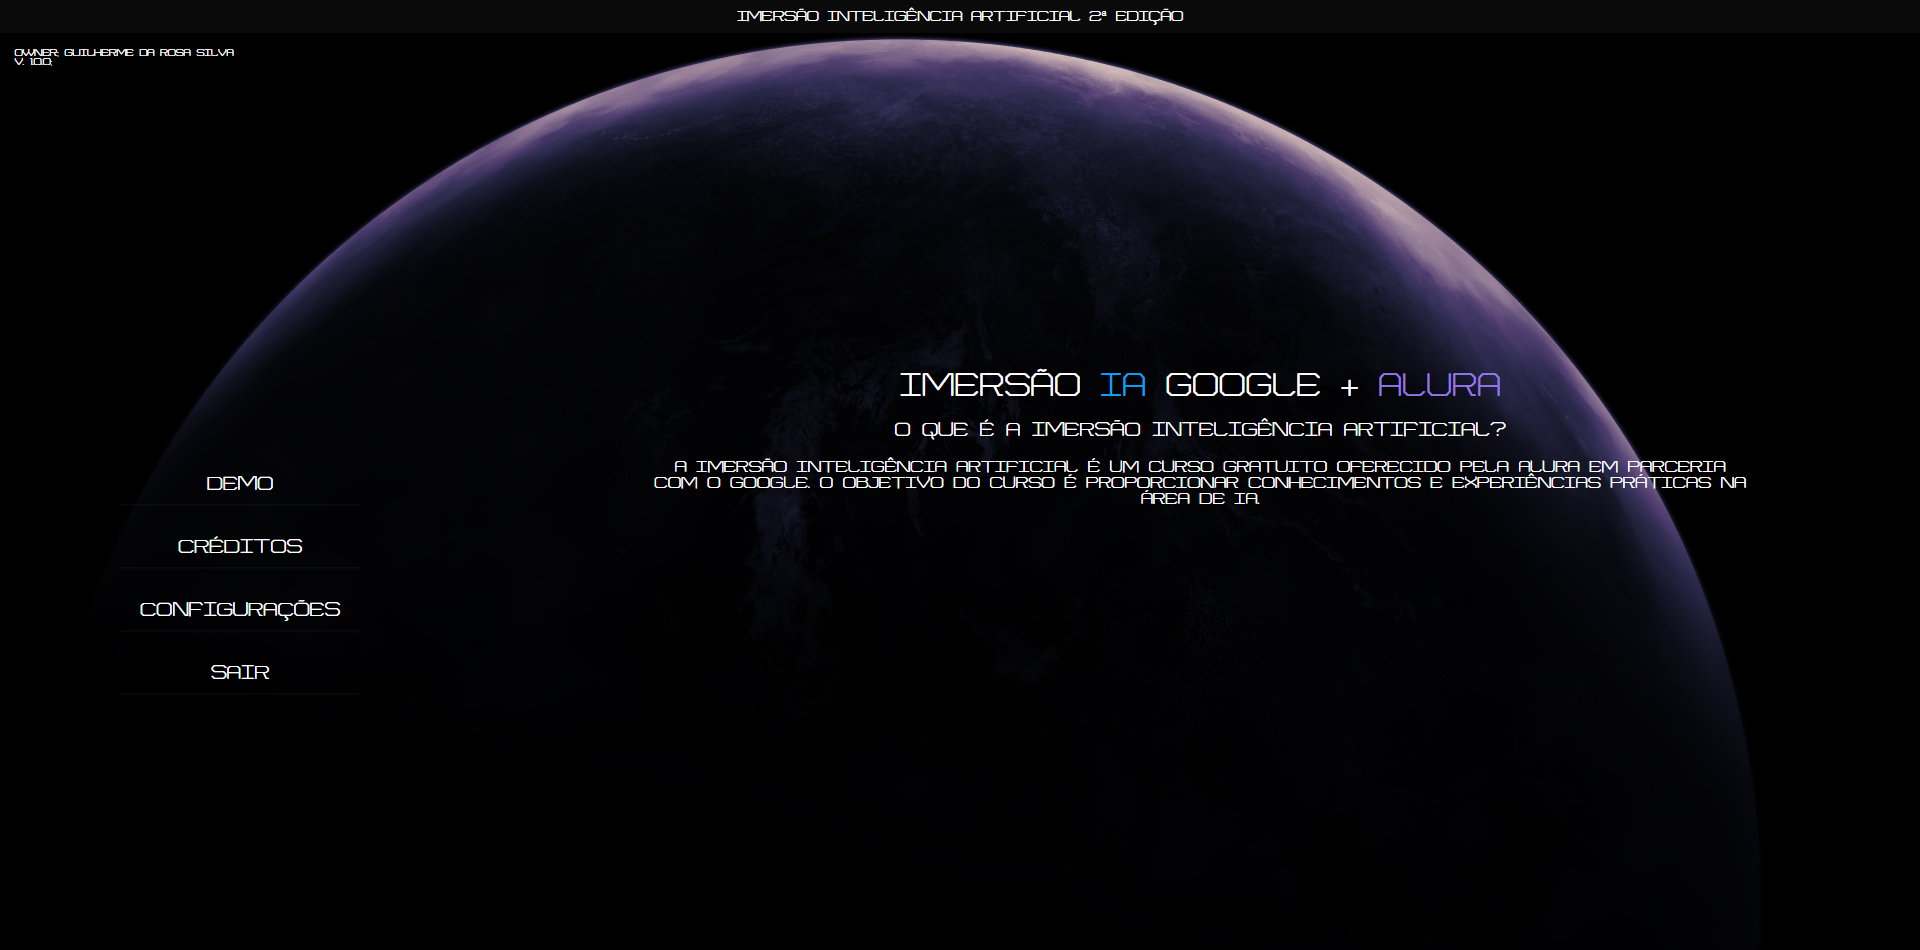 IMERSÃO INTELIGÊNCIA ARTIFICIAL 2ª EDIÇÃO
OWNER: GUILHERME DA ROSA SILVA
V. 1.0.0;
IMERSÃO IA GOOGLE + ALURA
O QUE É A IMERSÃO INTELIGÊNCIA ARTIFICIAL?
A IMERSÃO INTELIGÊNCIA ARTIFICIAL É UM CURSO GRATUITO OFERECIDO PELA ALURA EM PARCERIA
COM O GOOGLE. O OBJETIVO DO CURSO É PROPORCIONAR CONHECIMENTOS E EXPERIÊNCIAS PRÁTICAS NA
ÁREA DE IA.
DEMO
CRÉDITOS
CONFIGURAÇÕES
SAIR